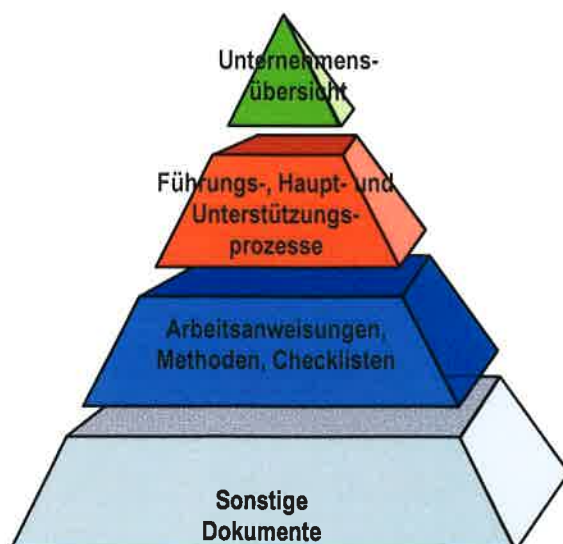 Unternehmens-
übersicht
Führungs-, Haupt- und
Unterstützungs-
prozesse
Arbeitsanweisungen,
Methoden, Checklisten
Sonstige
Dokumente